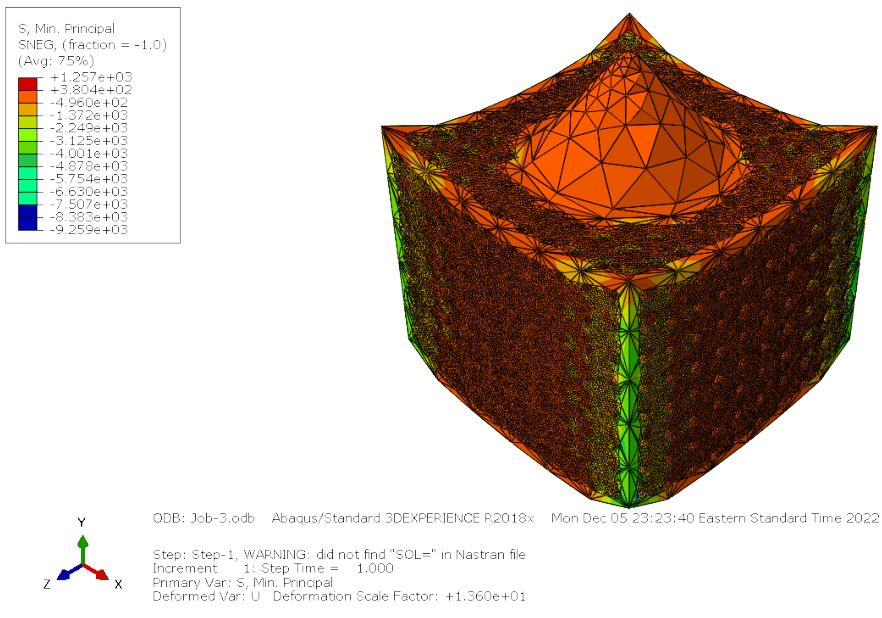 S, Min. Principal
SNEG, (fraction = -1.0)
(Avg: 75%)
+1.257e+03
+3.804e+02
-4.960e+02
-1.372e+03
-2.249e+03
-3.125e+03
-4.001e+03
-4.878e+03
-5.754e+03
-6.630e+03
-7.507e+03
-8.383e+03
-9.259e+03
Y
Z
X
ODB: Job-3.odb Abaqus/Standard 3DEXPERIENCE R2018x Mon Dec 05 23:23:40 Eastern Standard Time 2022
Step: Step-1, WARNING: did not find "SOL=" in Nastran file
Increment 1: Step Time = 1.000
Primary Var: S, Min. Principal
Deformed Var: U Deformation Scale Factor: +1.360e+01